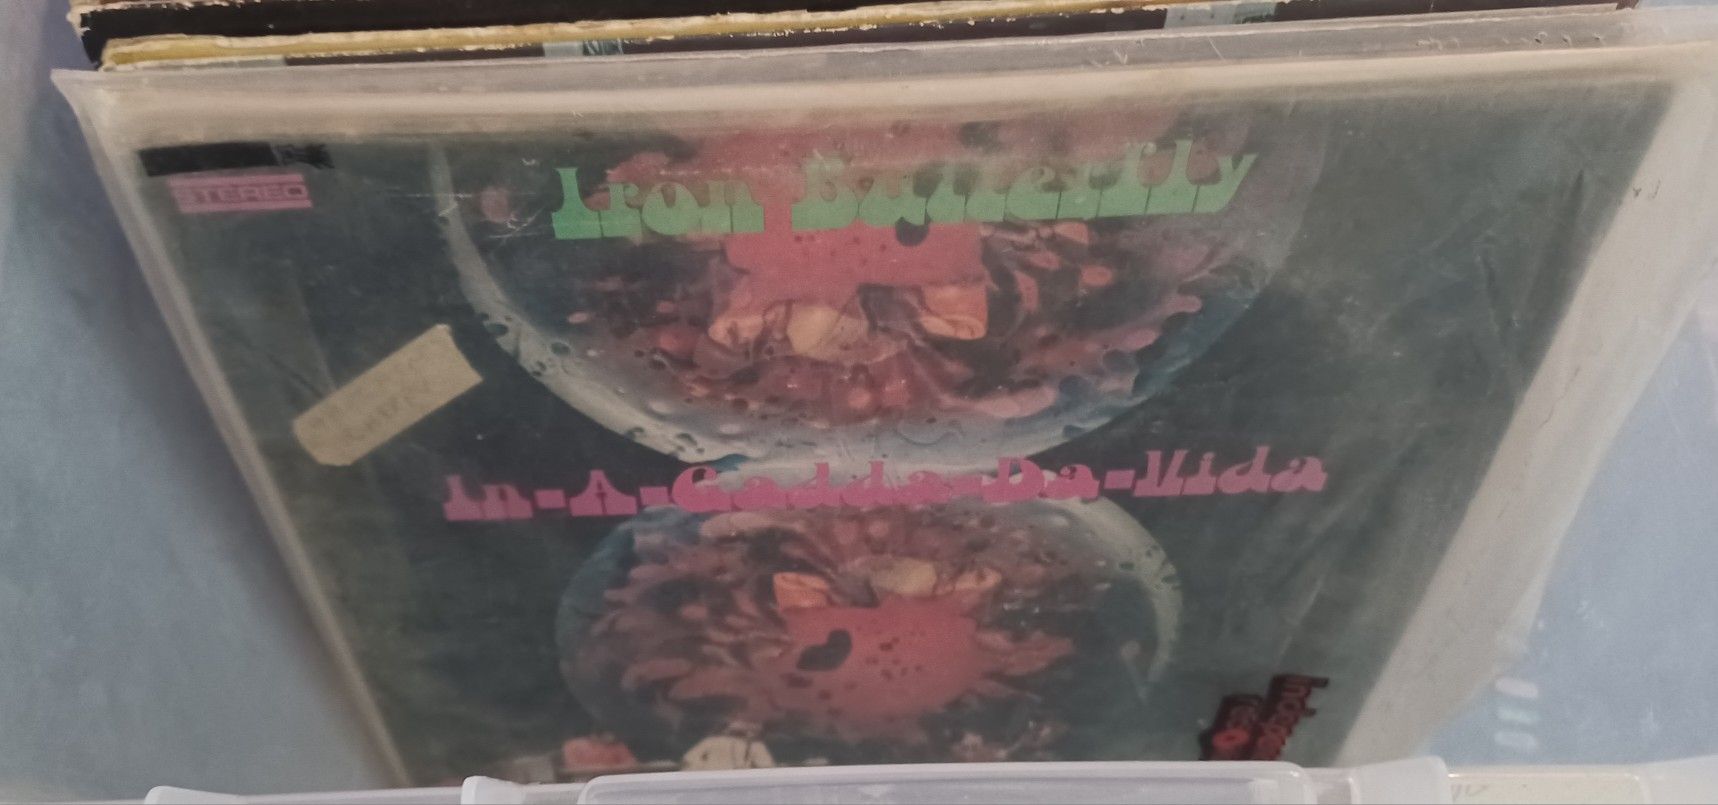 STEREO
Iron Butterfly
In-A-Gadda-Da-Vida